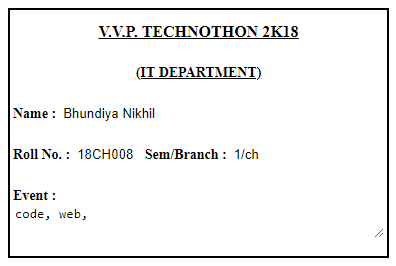 V.V.P. TECHNOTHON 2K18
(IT DEPARTMENT)
Name : Bhundiya Nikhil
Roll No. : 18CH008 Sem/Branch : 1/ch
Event :
code, web,